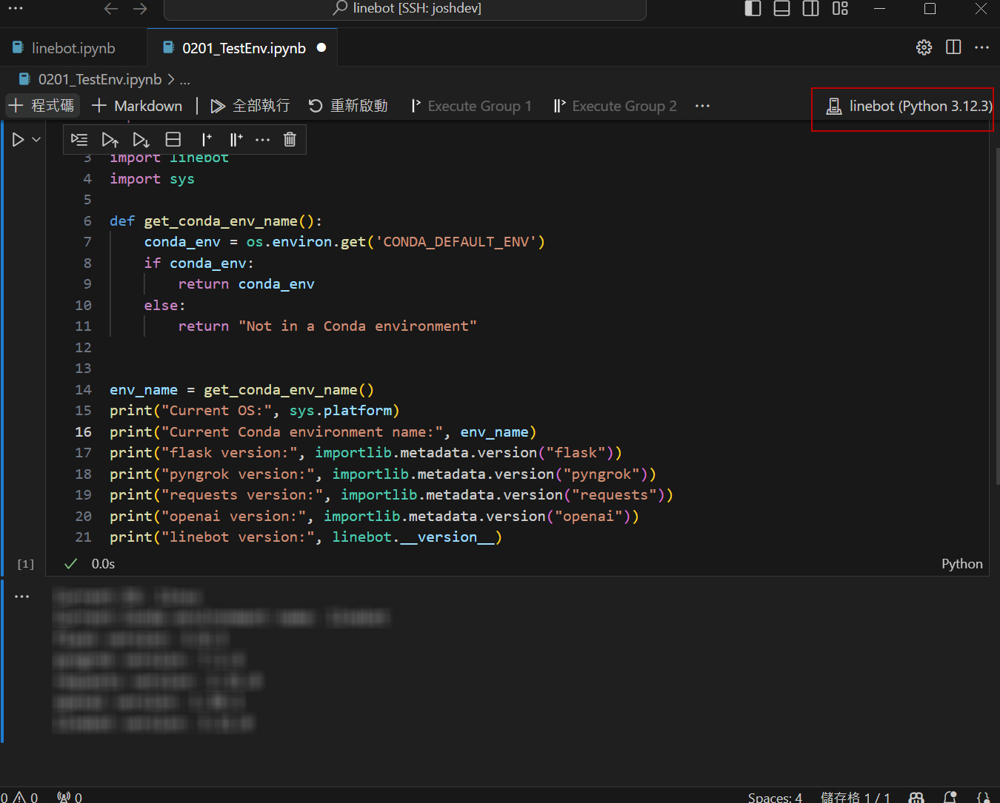 linebot [SSH: joshdev]
linebot.ipynb
0201_TestEnv.ipynb
0201_TestEnv.ipynb > ...
+ 程式碼 + Markdown 全部執行 重新啟動 Execute Group 1 Execute Group 2 ... linebot (Python 3.12.3)
3 import linebot
4 import sys
5
6 def get_conda_env_name():
7 conda_env = os.environ.get('CONDA_DEFAULT_ENV')
8 if conda_env:
9 return conda_env
10 else:
11 return "Not in a Conda environment"
12
13
14 env_name = get_conda_env_name()
15 print("Current OS:", sys.platform)
16 print("Current Conda environment name:", env_name)
17 print("flask version:", importlib.metadata.version("flask"))
18 print("pyngrok version:", importlib.metadata.version("pyngrok"))
19 print("requests version:", importlib.metadata.version("requests"))
20 print("openai version:", importlib.metadata.version("openai"))
21 print("linebot version:", linebot.__version__)
[1] 0.0s Python
0 0 0 Spaces: 4 儲存格 1 / 1